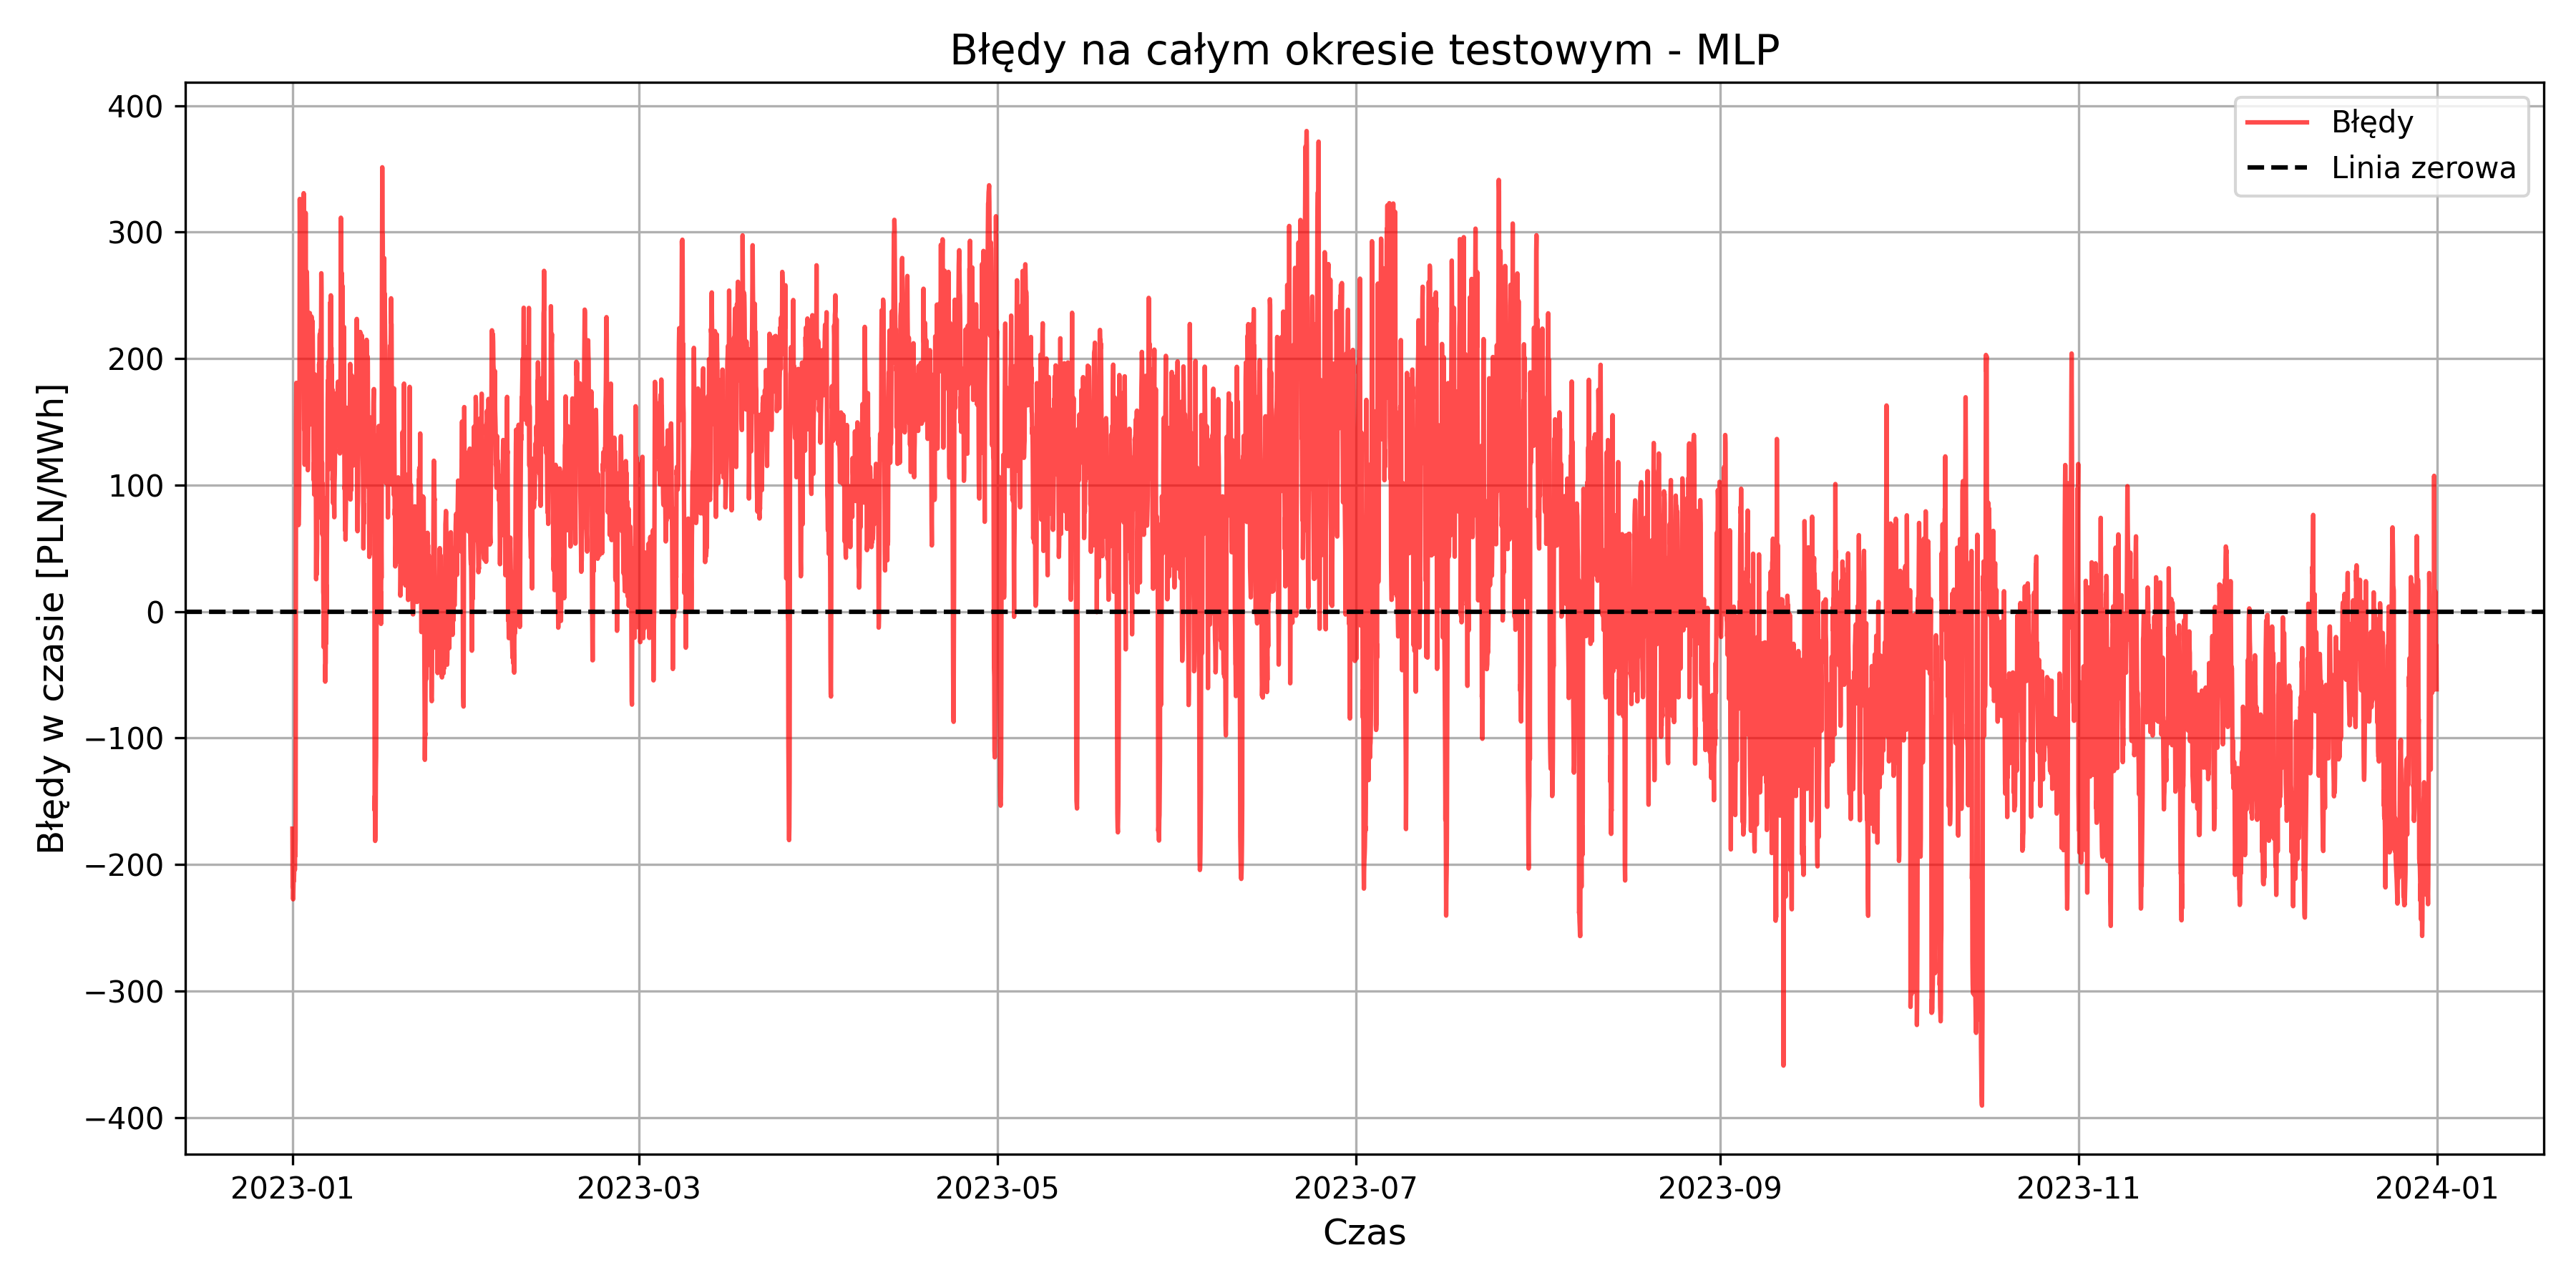 Błędy na całym okresie testowym - MLP
Błędy
Linia zerowa
Błędy w czasie [PLN/MWh]
400
300
200
100
0
−100
−200
−300
−400
2023-01 2023-03 2023-05 2023-07 2023-09 2023-11 2024-01
Czas